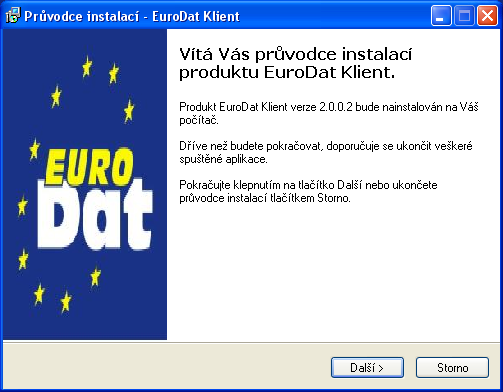 Průvodce instalací - EuroDat Klient
EURO
Dat
Vítá Vás průvodce instalací
produktu EuroDat Klient.
Produkt EuroDat Klient verze 2.0.0.2 bude nainstalován na Váš
počítač.
Dříve než budete pokračovat, doporučuje se ukončit veškeré
spuštěné aplikace.
Pokračujte klepnutím na tlačítko Další nebo ukončete
průvodce instalací tlačítkem Storno.
Další >
Storno